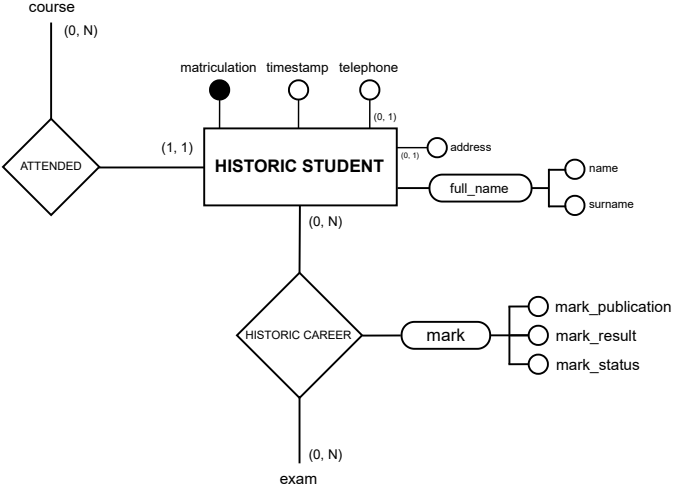 course
(0, N)
matriculation
timestamp
telephone
(0, 1)
ATTENDED
(1, 1)
HISTORIC STUDENT
(0, 1)
address
full_name
name
surname
(0, N)
HISTORIC CAREER
mark
mark_publication
mark_result
mark_status
(0, N)
exam